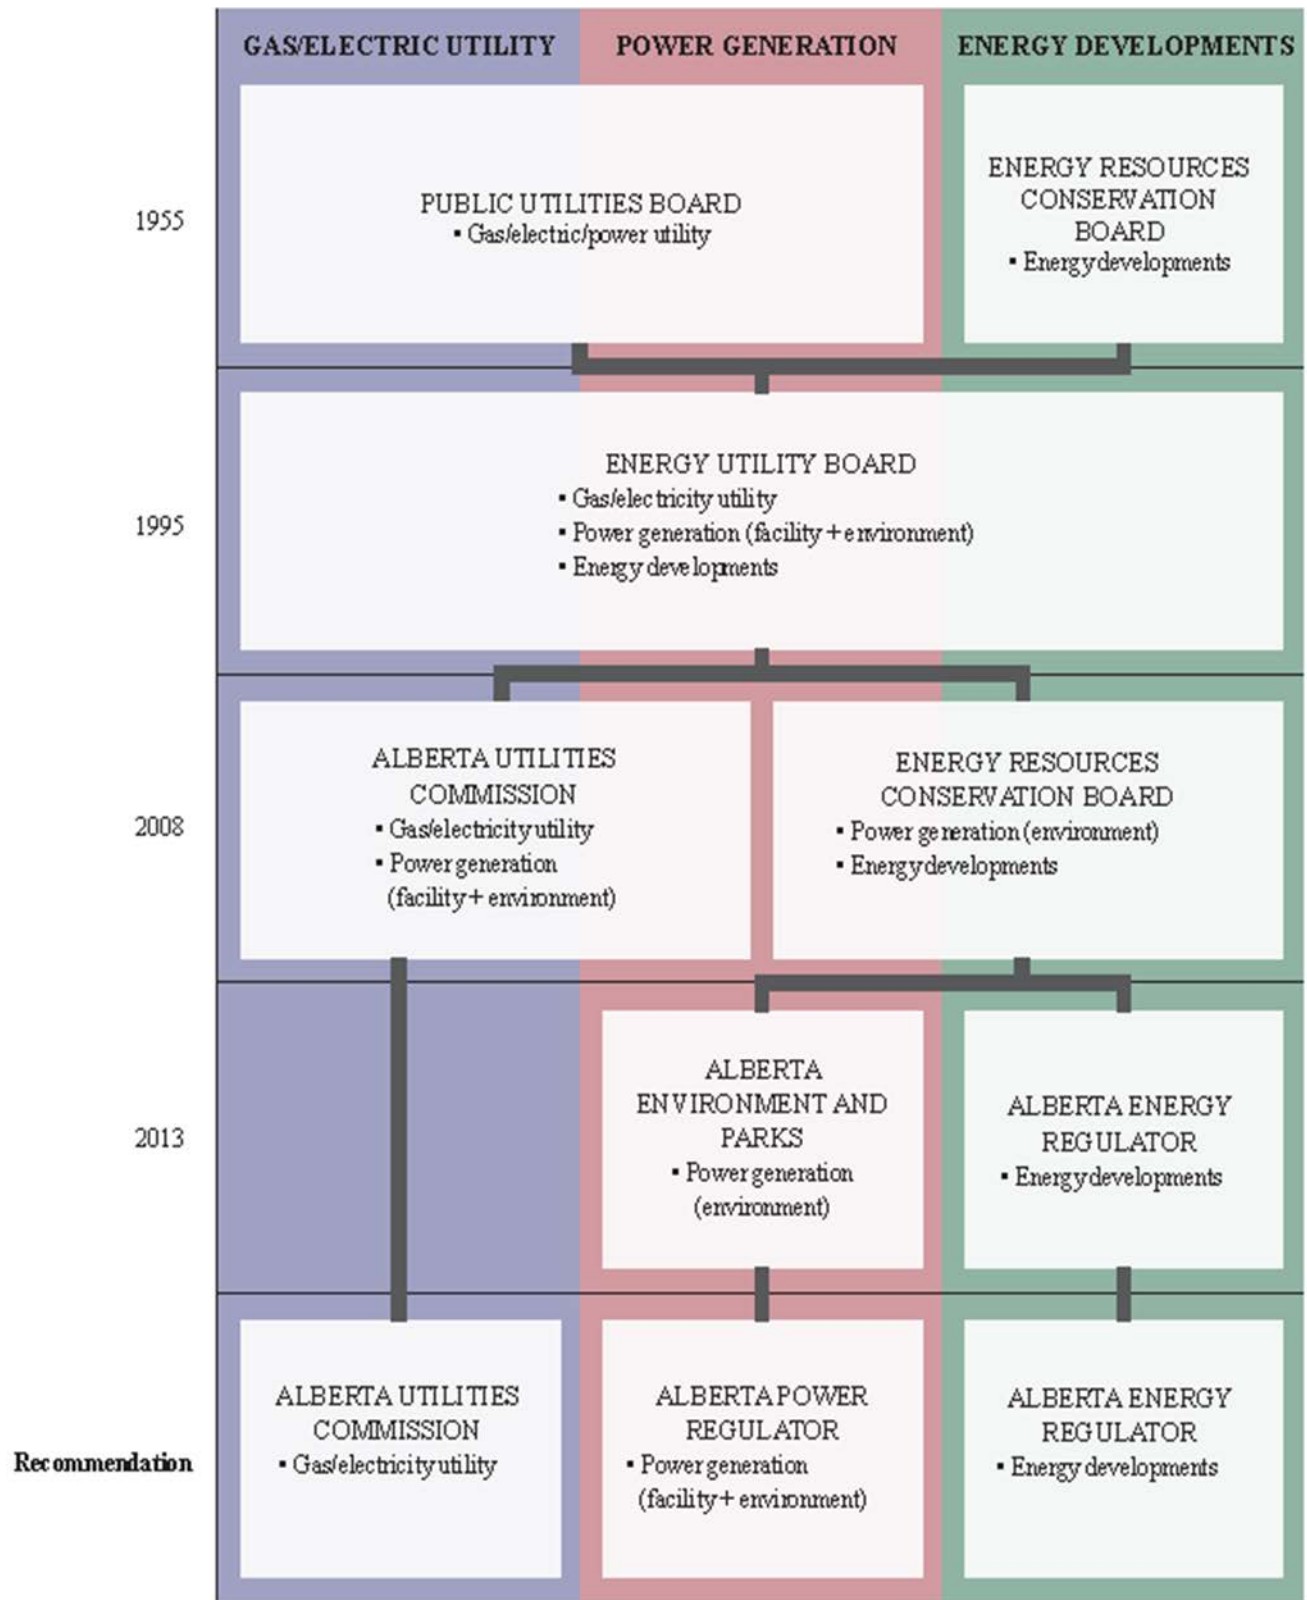 GAS/ELECTRIC UTILITY
POWER GENERATION
ENERGY DEVELOPMENTS
1955
PUBLIC UTILITIES BOARD
▪ Gas/electric/power utility
ENERGY RESOURCES
CONSERVATION
BOARD
▪ Energy developments
1995
ENERGY UTILITY BOARD
▪ Gas/electricity utility
▪ Power generation (facility + environment)
▪ Energy developments
2008
ALBERTA UTILITIES
COMMISSION
▪ Gas/electricity utility
▪ Power generation
(facility + environment)
ENERGY RESOURCES
CONSERVATION BOARD
▪ Power generation (environment)
▪ Energy developments
2013
ALBERTA
ENVIRONMENT AND
PARKS
▪ Power generation
(environment)
ALBERTA ENERGY
REGULATOR
▪ Energy developments
Recommendation
ALBERTA UTILITIES
COMMISSION
▪ Gas/electricity utility
ALBERTA POWER
REGULATOR
▪ Power generation
(facility + environment)
ALBERTA ENERGY
REGULATOR
▪ Energy developments